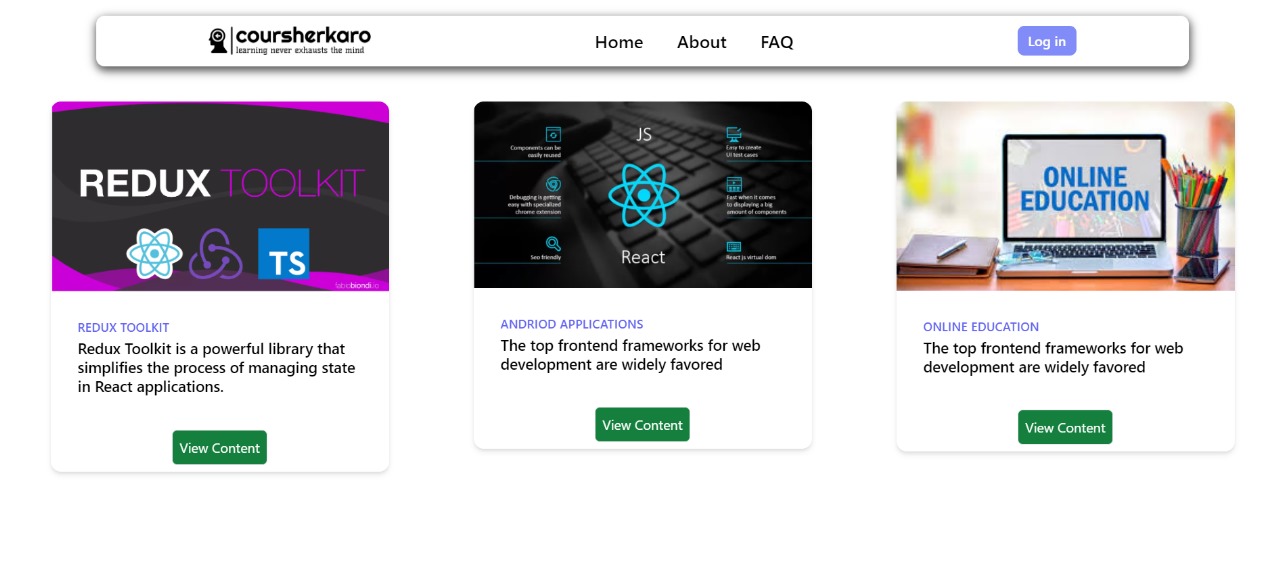 coursherkaro
learning never exhausts the mind
Home
About
FAQ
Log in
REDUX TOOLKIT
TS
fabiobiondi.io
REDUX TOOLKIT
Redux Toolkit is a powerful library that
simplifies the process of managing state
in React applications.
View Content
JS
Components can be
easily reused
Debugging is getting
easy with specialized
chrome extension
Seo friendly
Easy to create
UI test cases
Fast when it comes
to displaying a big
amount of components
React js virtual dom
React
ANDRIOD APPLICATIONS
The top frontend frameworks for web
development are widely favored
View Content
ONLINE
EDUCATION
ONLINE EDUCATION
The top frontend frameworks for web
development are widely favored
View Content